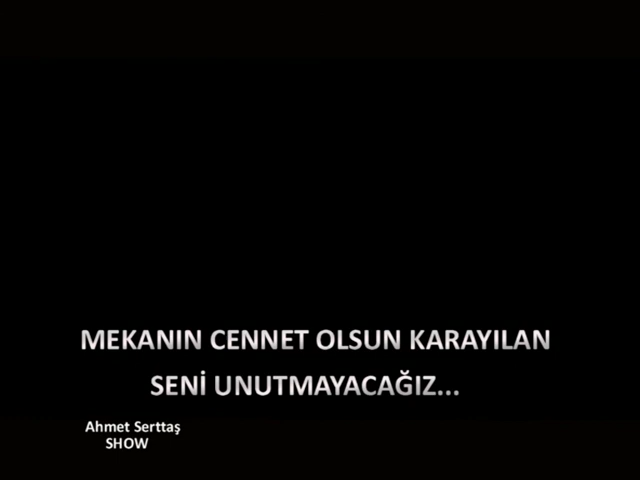 MEKANIN CENNET OLSUN KARAYILAN
SENİ UNUTMAYACAĞIZ...
Ahmet Serttaş
SHOW